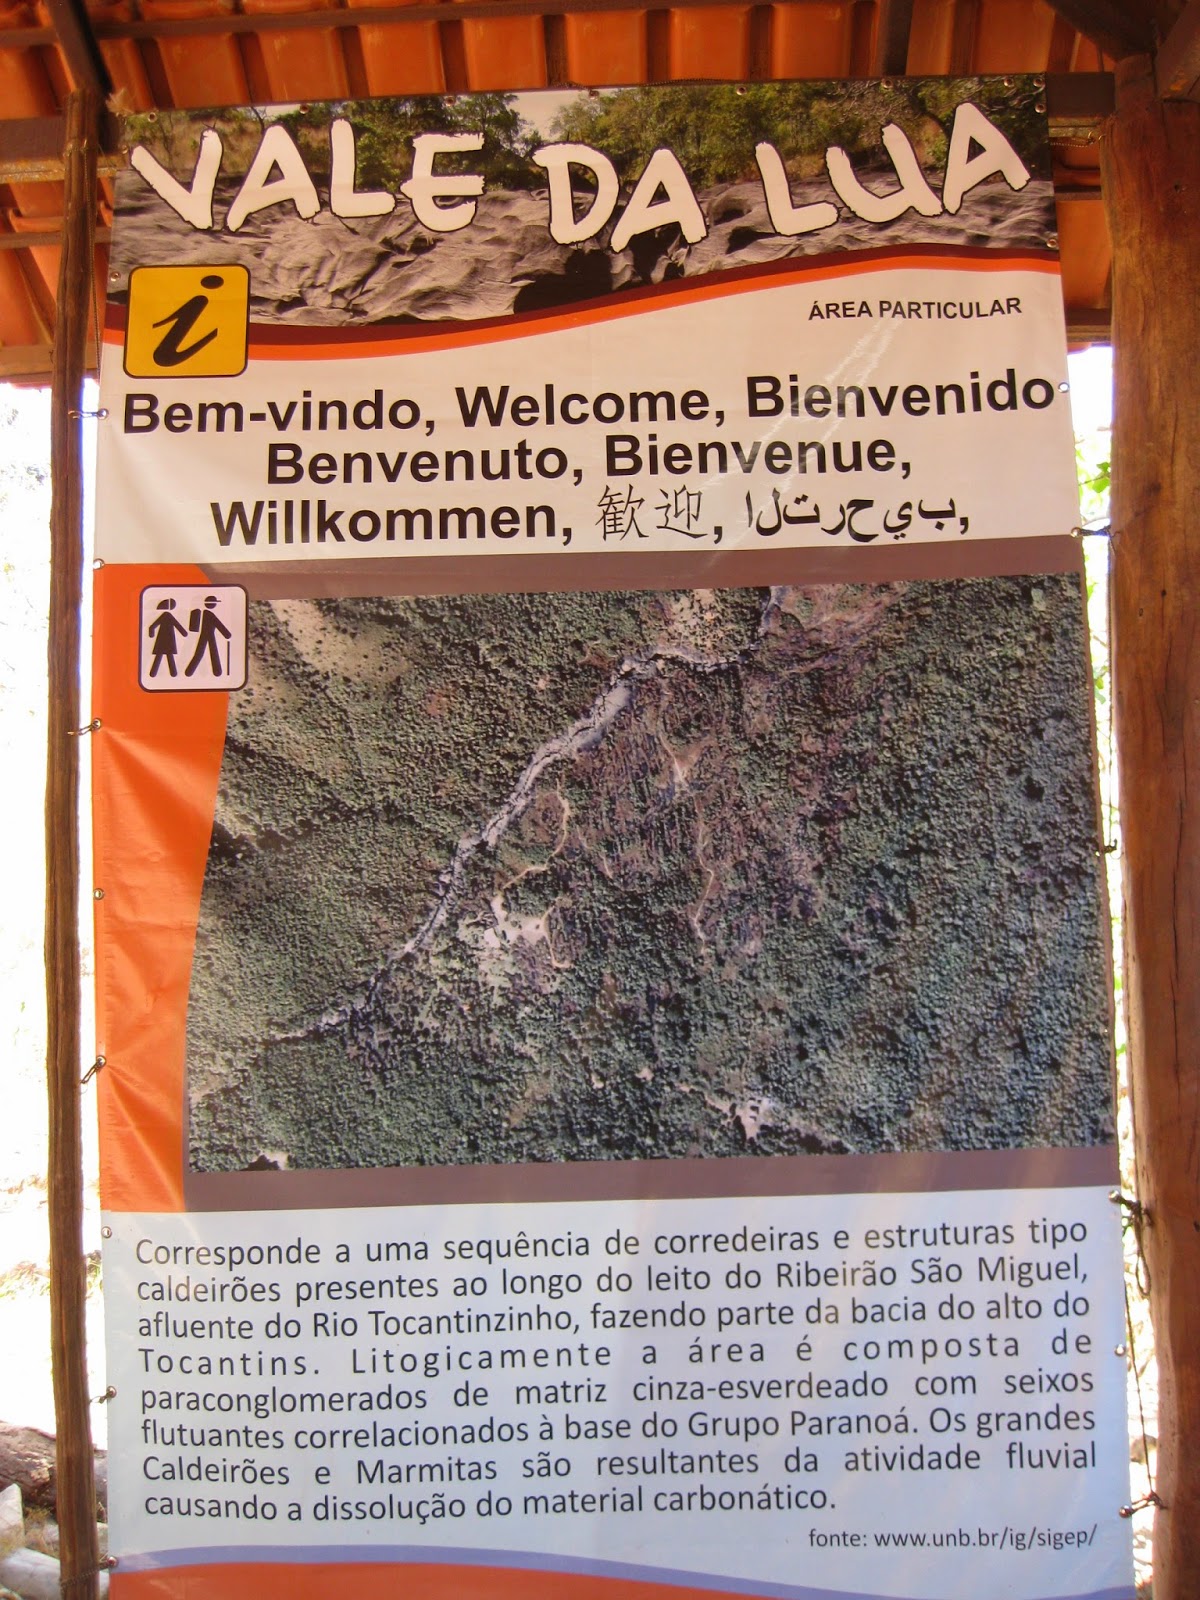 VALE DA LUA
i
ÁREA PARTICULAR
Bem-vindo, Welcome, Bienvenido
Benvenuto, Bienvenue,
Willkommen, 歓迎, الترحيب,
Corresponde a uma sequência de corredeiras e estruturas tipo
caldeirões presentes ao longo do leito do Ribeirão São Miguel,
afluente do Rio Tocantinzinho, fazendo parte da bacia do alto do
Tocantins. Litogicamente a área é composta de
paraconglomerados de matriz cinza-esverdeado com seixos
flutuantes correlacionados à base do Grupo Paranoá. Os grandes
Caldeirões e Marmitas são resultantes da atividade fluvial
causando a dissolução do material carbonático.
fonte: www.unb.br/ig/sigep/